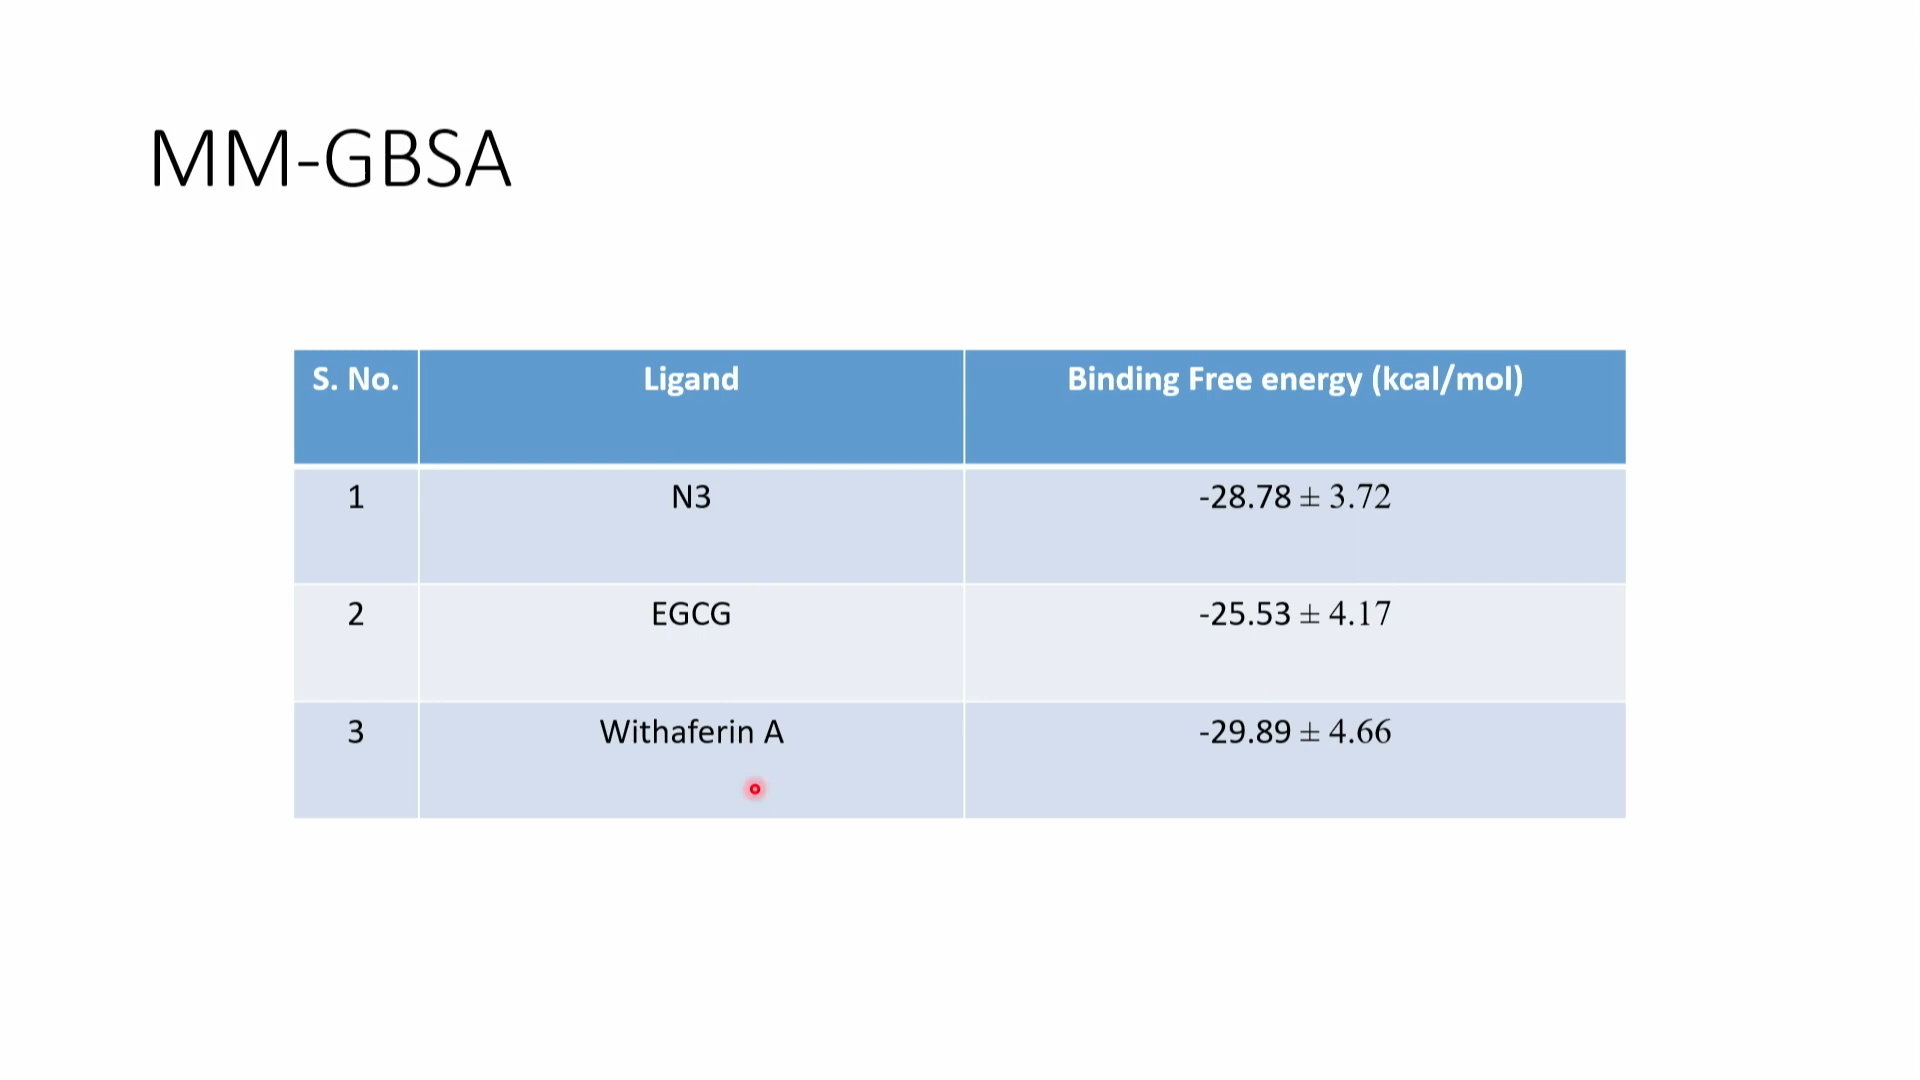 MM-GBSA
S. No. Ligand Binding Free energy (kcal/mol)
1 N3 -28.78 ± 3.72
2 EGCG -25.53 ± 4.17
3 Withaferin A -29.89 ± 4.66